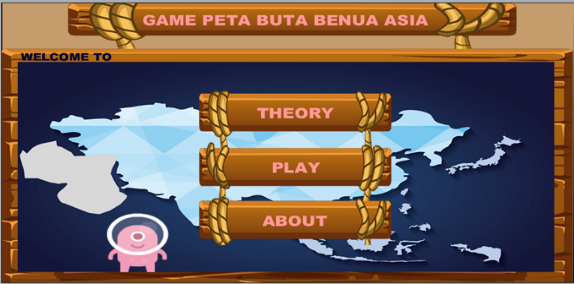 GAME PETA BUTA BENUA ASIA
WELCOME TO
THEORY
PLAY
ABOUT